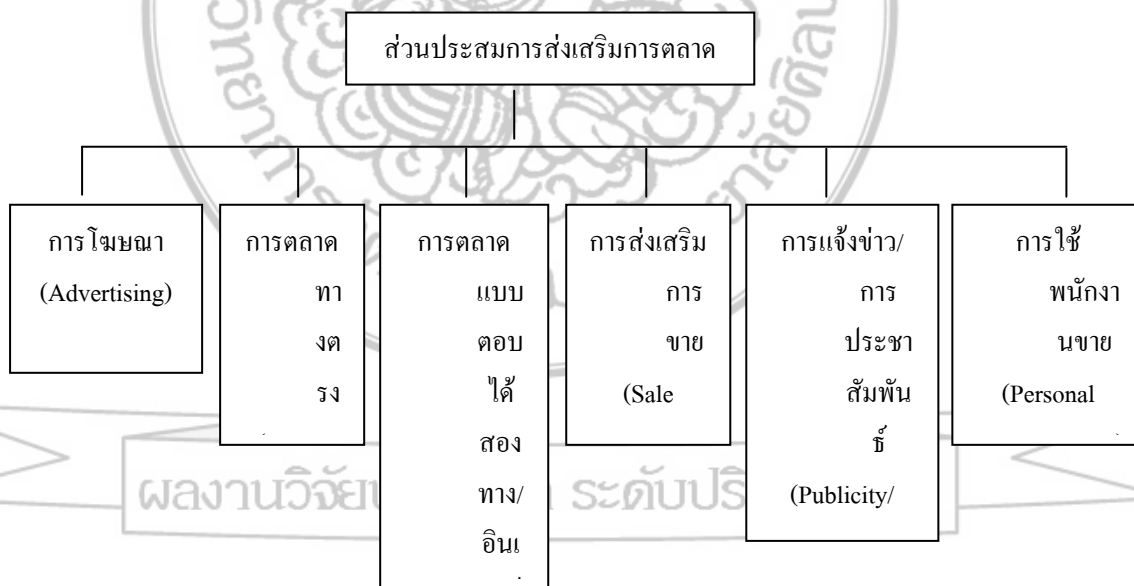 ส่วนประสมการส่งเสริมการตลาด
การโฆษณา
(Advertising)
การตลาด
ทา
งต
รง
การตลาด
แบบ
ตอบ
ได้
สอง
ทาง/
อินเ
การส่งเสริม
การ
ขาย
(Sale
การแจ้งข่าว/
การ
ประชา
สัมพัน
ธ์
(Publicity/
การใช้
พนักงา
นขาย
(Personal
ผลงานวิจัย
ระดับปริ